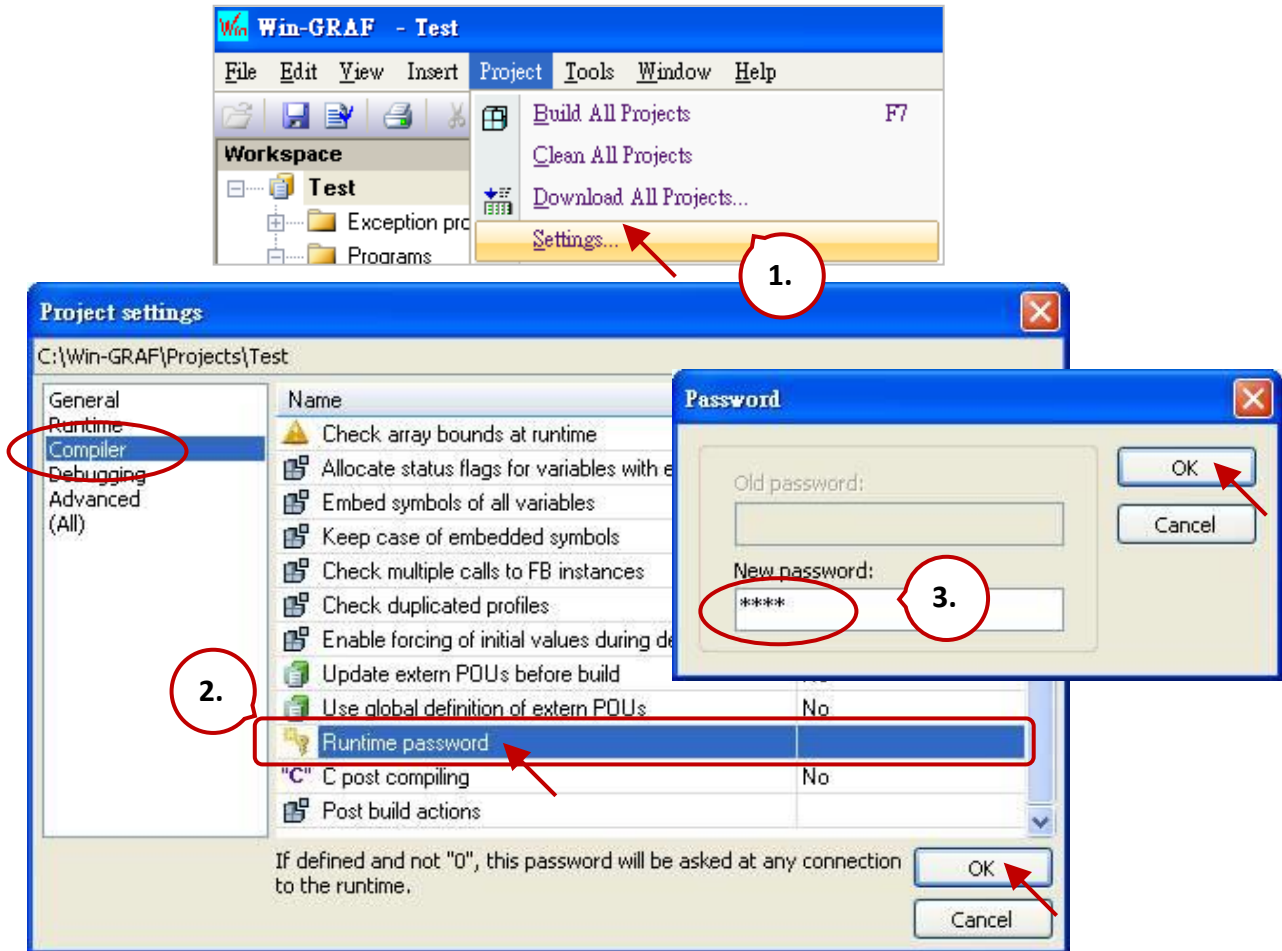 Win-GRAF - Test
File Edit View Insert Project Tools Window Help
Build All Projects F7
Workspace
Clean All Projects
Test
Download All Projects...
Exception pro
Settings...
Programs
1.
Project settings
C:\Win-GRAF\Projects\Test
General
Runtime
Compiler
Debugging
Advanced
(All)
Name
Check array bounds at runtime
Allocate status flags for variables with e
Embed symbols of all variables
Keep case of embedded symbols
Check multiple calls to FB instances
Check duplicated profiles
Enable forcing of initial values during de
Update extern POUs before build
Use global definition of extern POUs No
2.
Runtime password
"C" C post compiling No
Post build actions
If defined and not "0", this password will be asked at any connection
to the runtime.
OK
Cancel
Password
Old password:
New password:
****
3.
OK
Cancel